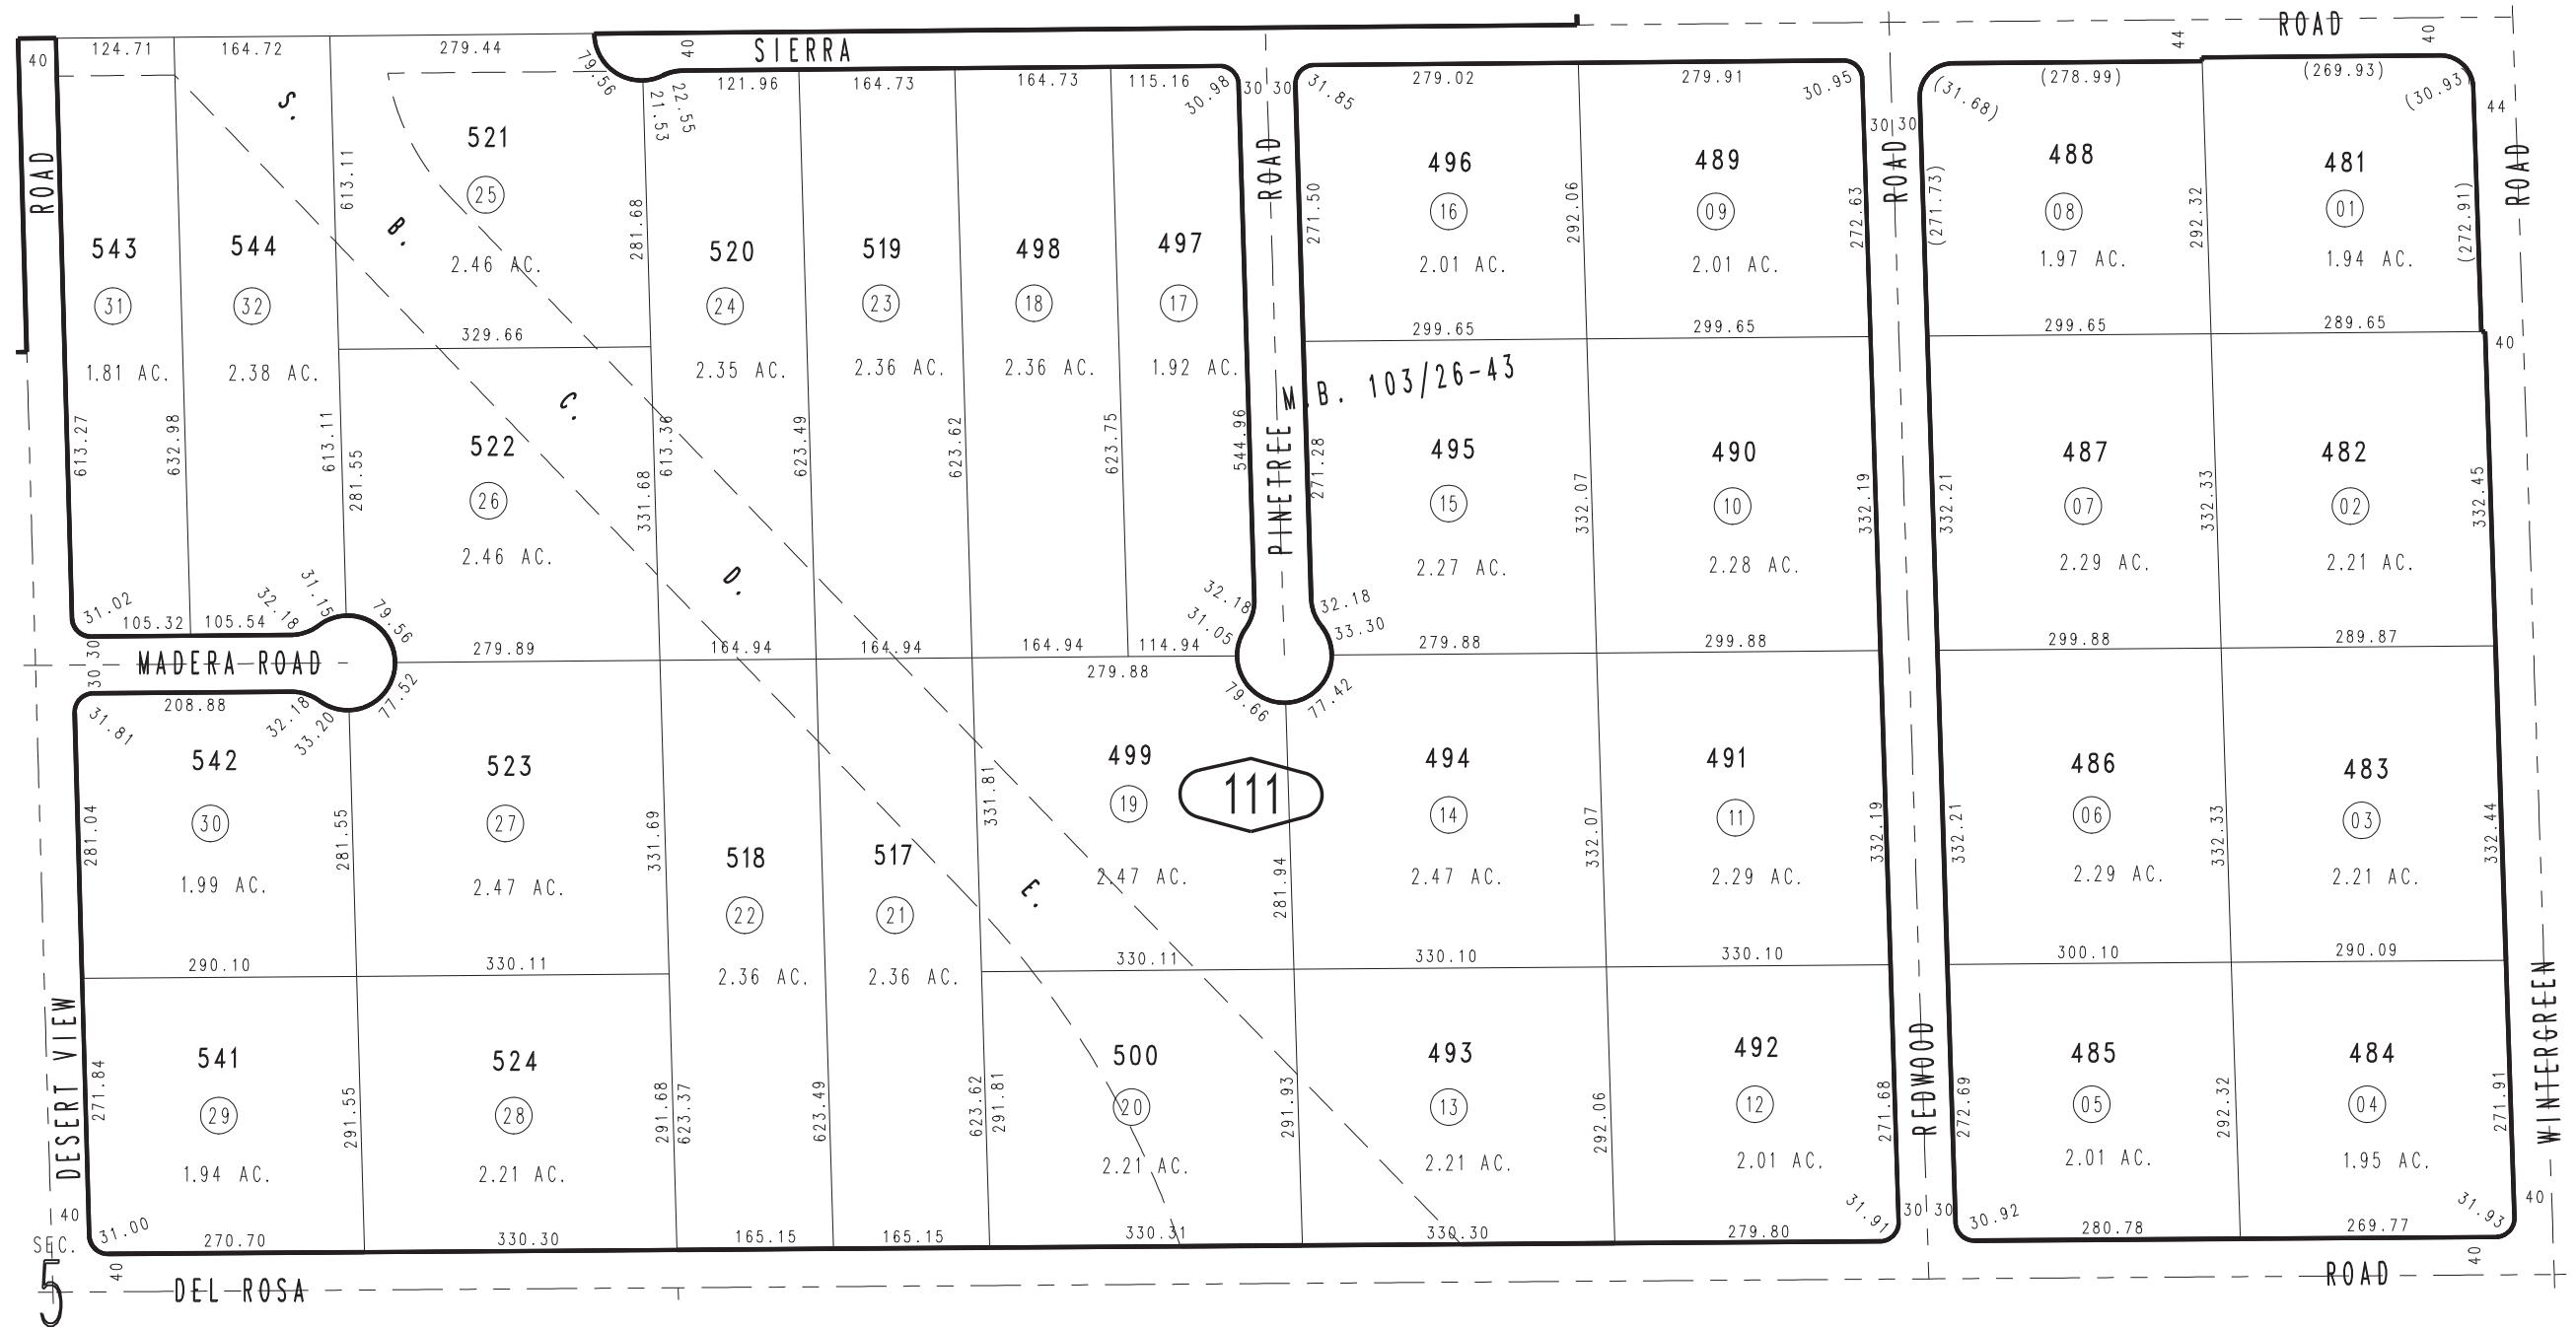 ROAD
124.71 164.72 279.44 40 SIERRA 44 40
40 79.56 121.96 164.73 164.73 115.16 30.98 30 30 31.85 279.02 279.91 30.95 (31.68) (278.99) (269.93) (30.93)
21.53 22.55 30 30 44
S. B. C. D. E.
ROAD ROAD ROAD ROAD
521 496 489 488 481
25 16 09 08 01
613.11 281.68 271.50 292.06 272.63 (271.73) 292.32 (272.91)
543 544 2.46 AC. 520 519 498 497 2.01 AC. 2.01 AC. 1.97 AC. 1.94 AC.
31 32 24 23 18 17
329.66 299.65 299.65 299.65 289.65
40
1.81 AC. 2.38 AC. 2.35 AC. 2.36 AC. 2.36 AC. 1.92 AC.
M.B. 103/26-43
613.27 632.98 613.11 281.55 331.68 613.36 623.49 623.62 623.75 544.96 271.28 332.07 332.19 332.21 332.33 332.45
522 495 490 487 482
26 15 10 07 02
2.46 AC. 2.27 AC. 2.28 AC. 2.29 AC. 2.21 AC.
PINETREE
31.02 105.32 105.54 32.18 31.15 79.56 32.18 31.05 32.18 33.30
279.89 164.94 164.94 164.94 114.94 279.88 299.88 299.88 289.87
30 30 MADERA ROAD
279.88
31.81 208.88 32.18 33.20 77.52 79.66 77.42
542 523 499 494 491 486 483
111
30 27 19 14 11 06 03
281.04 281.55 331.69 331.81 281.94 332.07 332.19 332.21 332.33 332.44
518 517
1.99 AC. 2.47 AC. 2.47 AC. 2.47 AC. 2.29 AC. 2.29 AC. 2.21 AC.
22 21
290.10 330.11 330.11 330.10 330.10 300.10 290.09
2.36 AC. 2.36 AC.
DESERT VIEW REDWOOD WINTERGREEN
541 524 500 493 492 485 484
29 28 20 13 12 05 04
271.84 291.55 291.68 623.37 623.49 623.62 291.81 291.93 292.06 271.68 272.69 292.32 271.91
1.94 AC. 2.21 AC. 2.21 AC. 2.21 AC. 2.01 AC. 2.01 AC. 1.95 AC.
40 31.00 31.91 30 30 30.92 31.93 40
270.70 330.30 165.15 165.15 330.31 330.30 279.80 280.78 269.77
SEC.
5
40 40
DEL ROSA ROAD